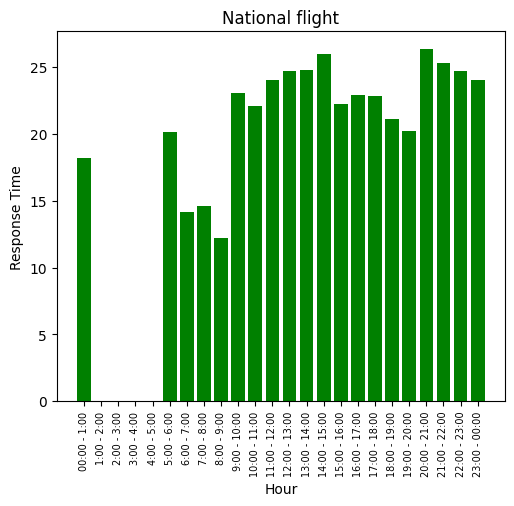 National flight
Response Time
25
20
15
10
5
0
00:00 - 1:00
1:00 - 2:00
2:00 - 3:00
3:00 - 4:00
4:00 - 5:00
5:00 - 6:00
6:00 - 7:00
7:00 - 8:00
8:00 - 9:00
9:00 - 10:00
10:00 - 11:00
11:00 - 12:00
12:00 - 13:00
13:00 - 14:00
14:00 - 15:00
15:00 - 16:00
16:00 - 17:00
17:00 - 18:00
18:00 - 19:00
19:00 - 20:00
20:00 - 21:00
21:00 - 22:00
22:00 - 23:00
23:00 - 00:00
Hour